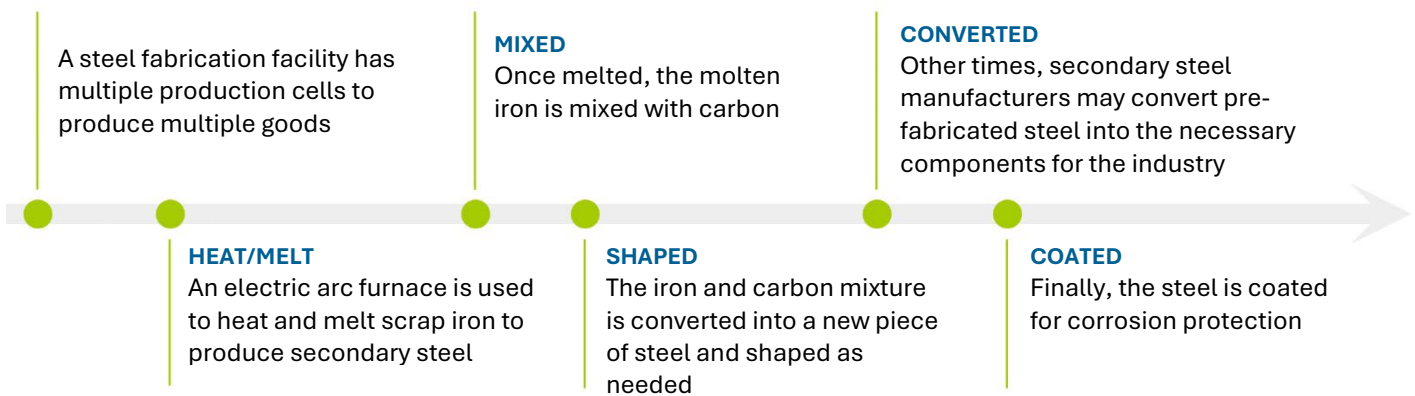 A steel fabrication facility has
multiple production cells to
produce multiple goods
HEAT/MELT
An electric arc furnace is used
to heat and melt scrap iron to
produce secondary steel
MIXED
Once melted, the molten
iron is mixed with carbon
SHAPED
The iron and carbon mixture
is converted into a new piece
of steel and shaped as
needed
CONVERTED
Other times, secondary steel
manufacturers may convert pre-
fabricated steel into the necessary
components for the industry
COATED
Finally, the steel is coated
for corrosion protection